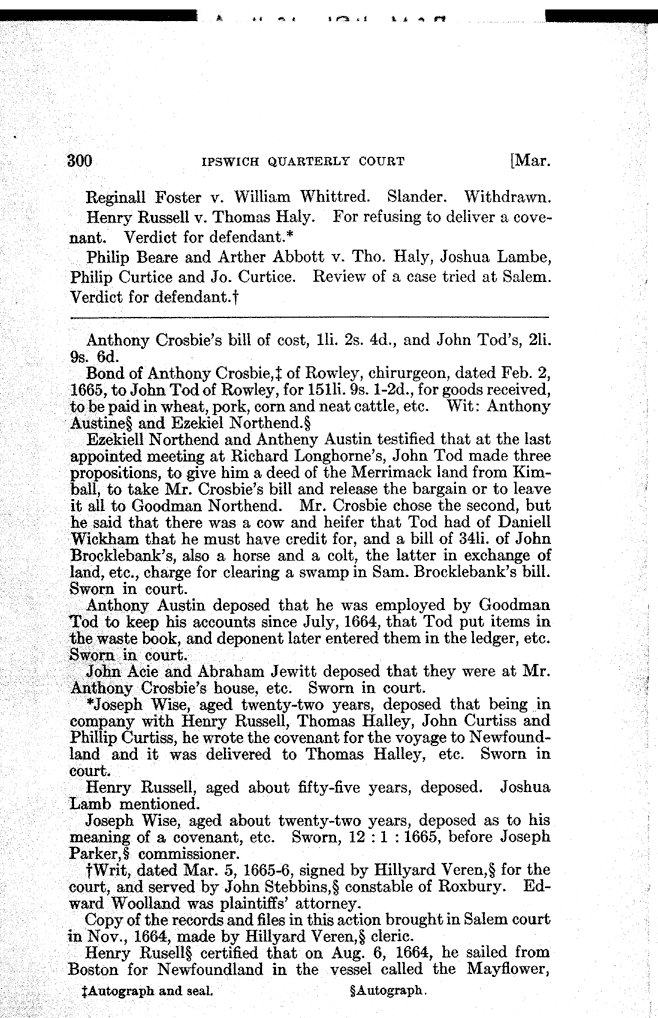 300 IPSWICH QUARTERLY COURT [Mar.
Reginall Foster v. William Whittred. Slander. Withdrawn.
Henry Russell v. Thomas Haly. For refusing to deliver a cove-
nant. Verdict for defendant.*
Philip Beare and Arther Abbott v. Tho. Haly, Joshua Lambe,
Philip Curtice and Jo. Curtice. Review of a case tried at Salem.
Verdict for defendant.†
Anthony Crosbie's bill of cost, 1li. 2s. 4d., and John Tod's, 2li.
9s. 6d.
Bond of Anthony Crosbie,‡ of Rowley, chirurgeon, dated Feb. 2,
1665, to John Tod of Rowley, for 151li. 9s. 1-2d., for goods received,
to be paid in wheat, pork, corn and neat cattle, etc. Wit: Anthony
Austine§ and Ezekiel Northend.§
Ezekiell Northend and Antheny Austin testified that at the last
appointed meeting at Richard Longhorne's, John Tod made three
propositions, to give him a deed of the Merrimack land from Kim-
ball, to take Mr. Crosbie's bill and release the bargain or to leave
it all to Goodman Northend. Mr. Crosbie chose the second, but
he said that there was a cow and heifer that Tod had of Daniell
Wickham that he must have credit for, and a bill of 34li. of John
Brocklebank's, also a horse and a colt, the latter in exchange of
land, etc., charge for clearing a swamp in Sam. Brocklebank's bill.
Sworn in court.
Anthony Austin deposed that he was employed by Goodman
Tod to keep his accounts since July, 1664, that Tod put items in
the waste book, and deponent later entered them in the ledger, etc.
Sworn in court.
John Acie and Abraham Jewitt deposed that they were at Mr.
Anthony Crosbie's house, etc. Sworn in court.
*Joseph Wise, aged twenty-two years, deposed that being in
company with Henry Russell, Thomas Halley, John Curtiss and
Phillip Curtiss, he wrote the covenant for the voyage to Newfound-
land and it was delivered to Thomas Halley, etc. Sworn in
court.
Henry Russell, aged about fifty-five years, deposed. Joshua
Lamb mentioned.
Joseph Wise, aged about twenty-two years, deposed as to his
meaning of a covenant, etc. Sworn, 12 : 1 : 1665, before Joseph
Parker,§ commissioner.
†Writ, dated Mar. 5, 1665-6, signed by Hillyard Veren,§ for the
court, and served by John Stebbins,§ constable of Roxbury. Ed-
ward Woolland was plaintiffs' attorney.
Copy of the records and files in this action brought in Salem court
in Nov., 1664, made by Hillyard Veren,§ cleric.
Henry Rusell§ certified that on Aug. 6, 1664, he sailed from
Boston for Newfoundland in the vessel called the Mayflower,
‡Autograph and seal. §Autograph.